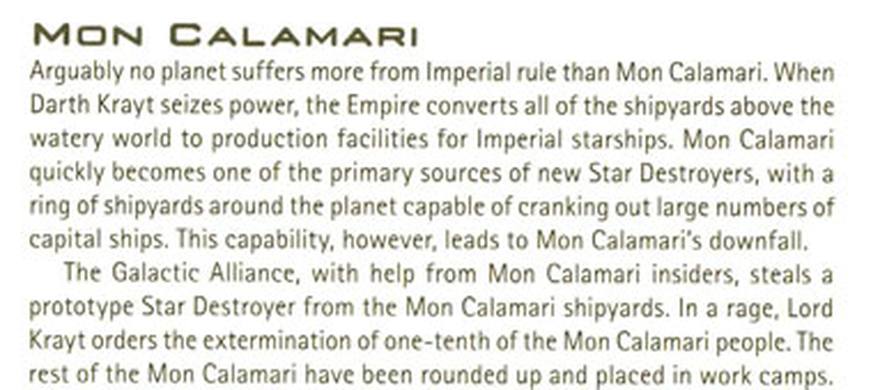 MON CALAMARI
Arguably no planet suffers more from Imperial rule than Mon Calamari. When
Darth Krayt seizes power, the Empire converts all of the shipyards above the
watery world to production facilities for Imperial starships. Mon Calamari
quickly becomes one of the primary sources of new Star Destroyers, with a
ring of shipyards around the planet capable of cranking out large numbers of
capital ships. This capability, however, leads to Mon Calamari's downfall.
The Galactic Alliance, with help from Mon Calamari insiders, steals a
prototype Star Destroyer from the Mon Calamari shipyards. In a rage, Lord
Krayt orders the extermination of one-tenth of the Mon Calamari people. The
rest of the Mon Calamari have been rounded up and placed in work camps.